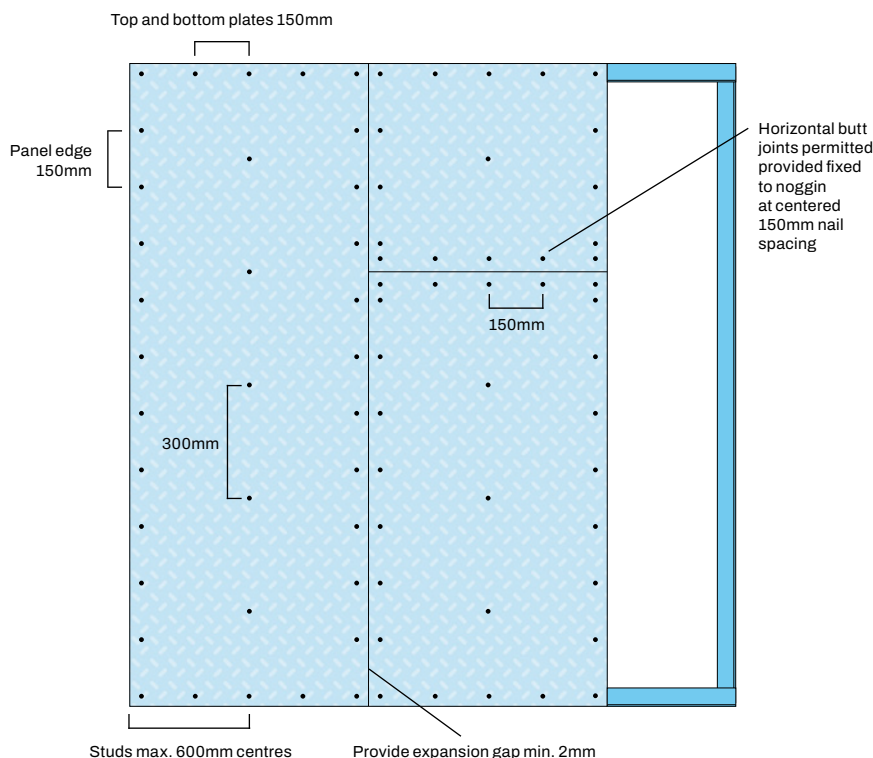 Top and bottom plates 150mm
Panel edge
150mm
Horizontal butt
joints permitted
provided fixed
to noggin
at centered
150mm nail
spacing
150mm
300mm
Studs max. 600mm centres
Provide expansion gap min. 2mm